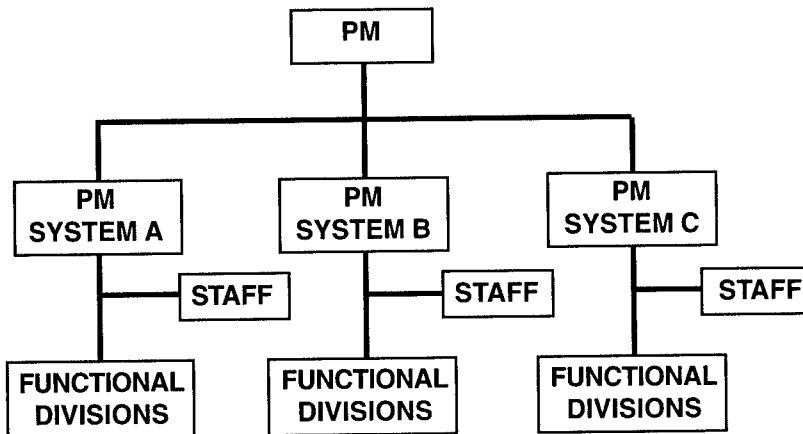 PM
PM
SYSTEM A
PM
SYSTEM B
PM
SYSTEM C
STAFF
STAFF
STAFF
FUNCTIONAL
DIVISIONS
FUNCTIONAL
DIVISIONS
FUNCTIONAL
DIVISIONS